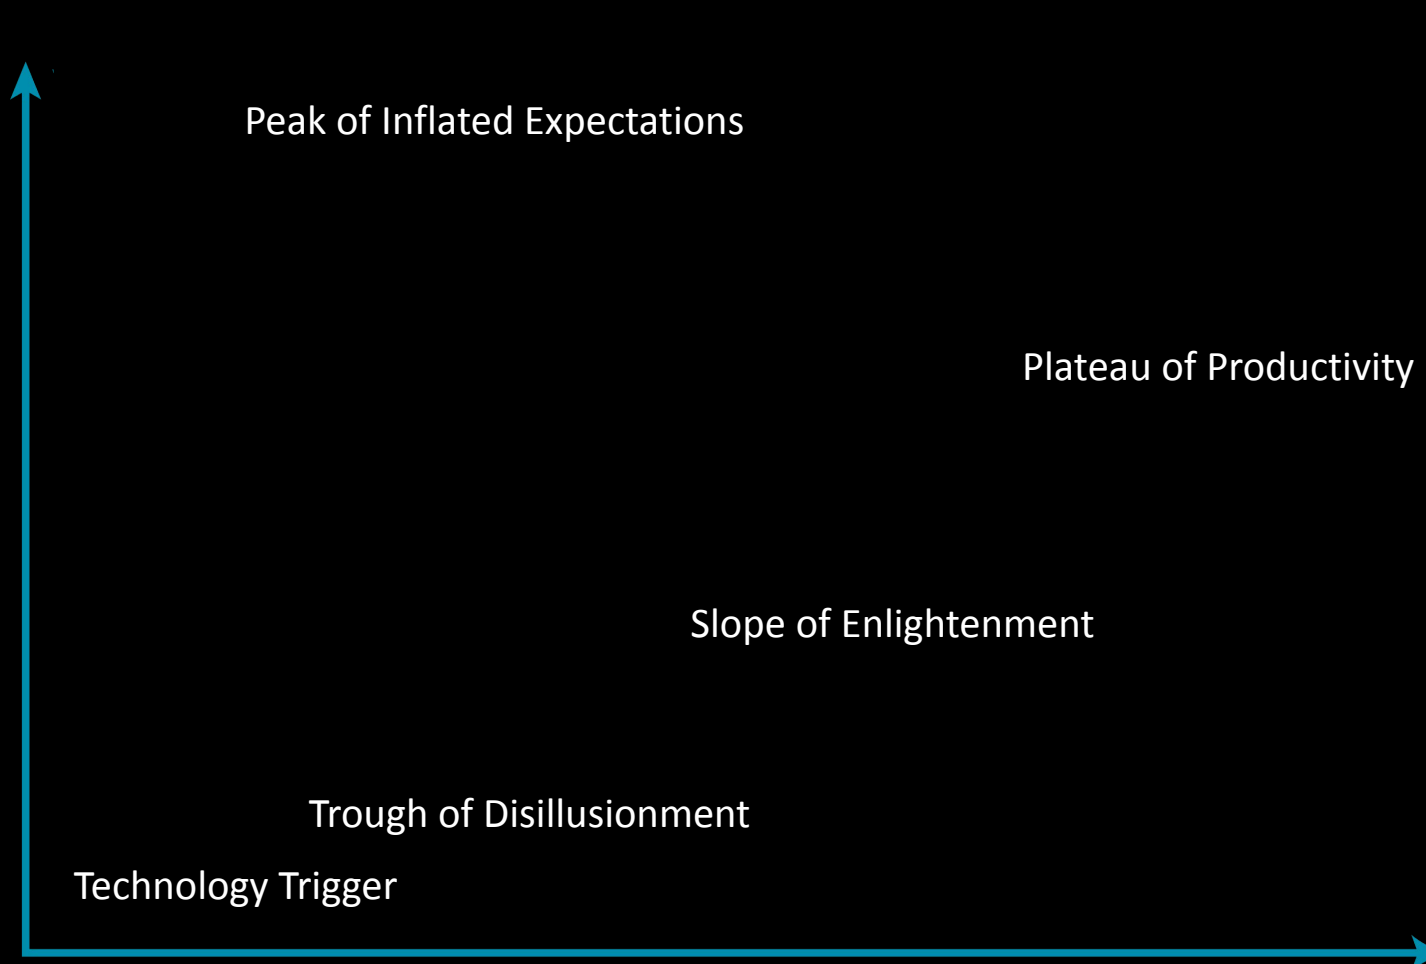 Peak of Inflated Expectations
Plateau of Productivity
Slope of Enlightenment
Trough of Disillusionment
Technology Trigger